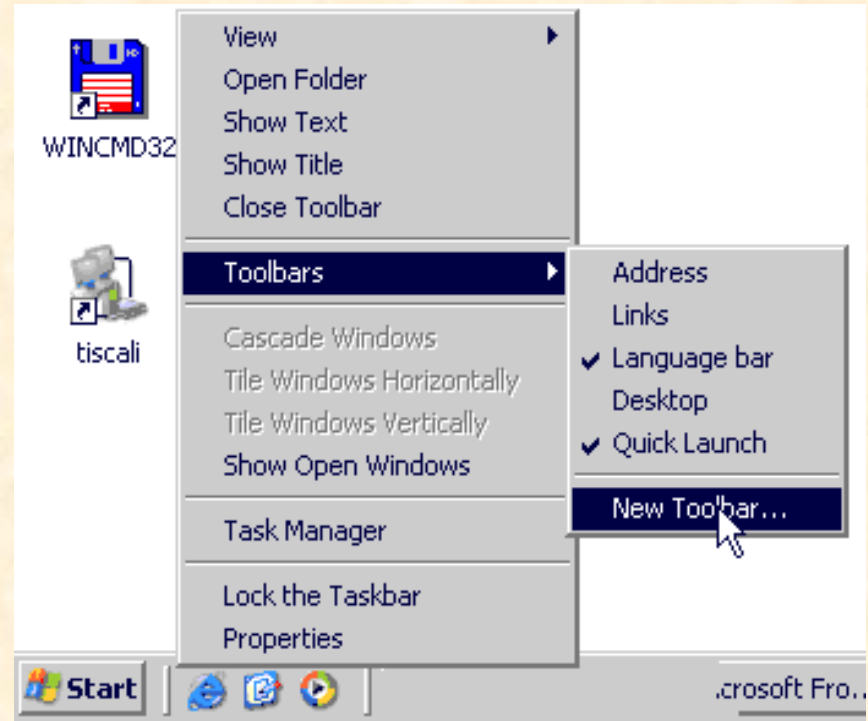 WINCMD32
tiscali
View
Open Folder
Show Text
Show Title
Close Toolbar
Toolbars
Cascade Windows
Tile Windows Horizontally
Tile Windows Vertically
Show Open Windows
Task Manager
Lock the Taskbar
Properties
Address
Links
Language bar
Desktop
Quick Launch
New Toolbar...
Start
.crosoft Fro..